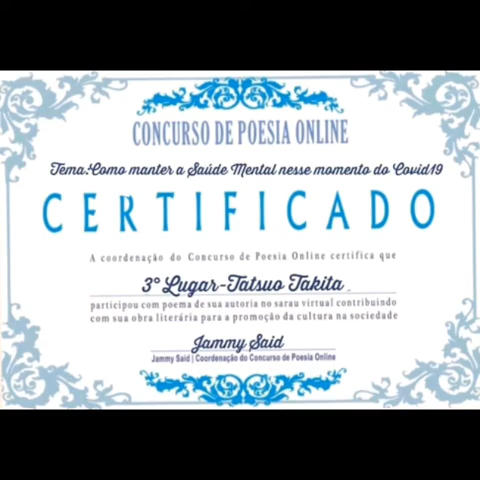 CONCURSO DE POESIA ONLINE
Tema:Como manter a Saúde Mental nesse momento do Covid19
CERTIFICADO
A coordenação do Concurso de Poesia Online certifica que
3º Lugar-Tatsuo Takita
participou com poema de sua autoria no sarau virtual contribuindo
com sua obra literária para a promoção da cultura na sociedade
Jammy Said
Jammy Said | Coordenação do Concurso de Poesia Online